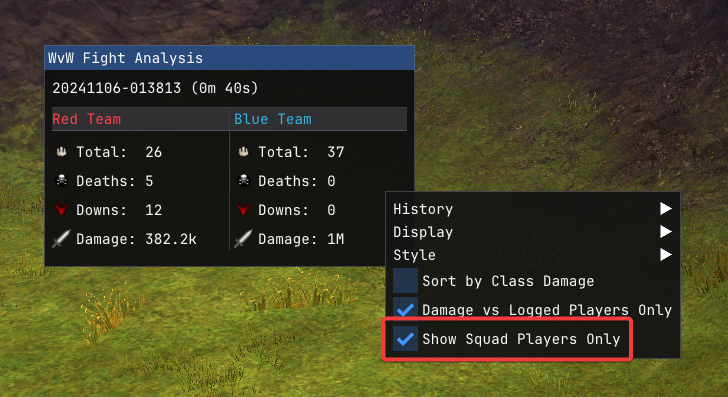 WvW Fight Analysis
20241106-013813 (0m 40s)
Red Team Blue Team
Total: 26 Total: 37
Deaths: 5 Deaths: 0
Downs: 12 Downs: 0
Damage: 382.2k Damage: 1M
History
Display
Style
Sort by Class Damage
Damage vs Logged Players Only
Show Squad Players Only